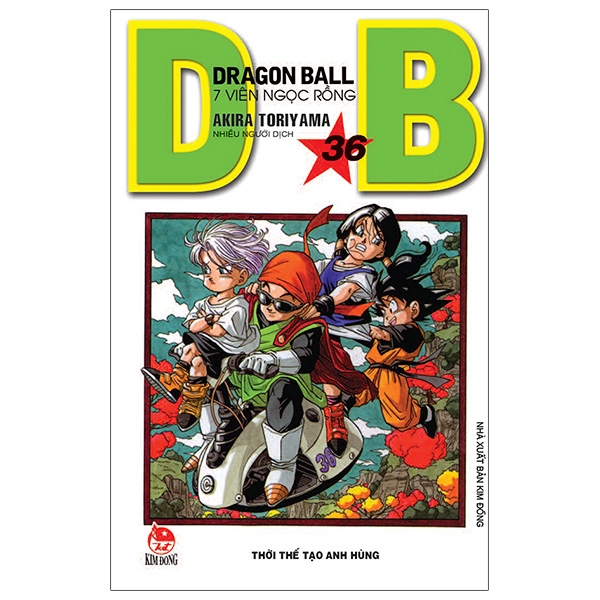 D B
DRAGON BALL
7 VIÊN NGỌC RỒNG
AKIRA TORIYAMA
NHIỀU NGƯỜI DỊCH
36
36
NHÀ XUẤT BẢN KIM ĐỒNG
KIM ĐỒNG
THỜI THẾ TẠO ANH HÙNG